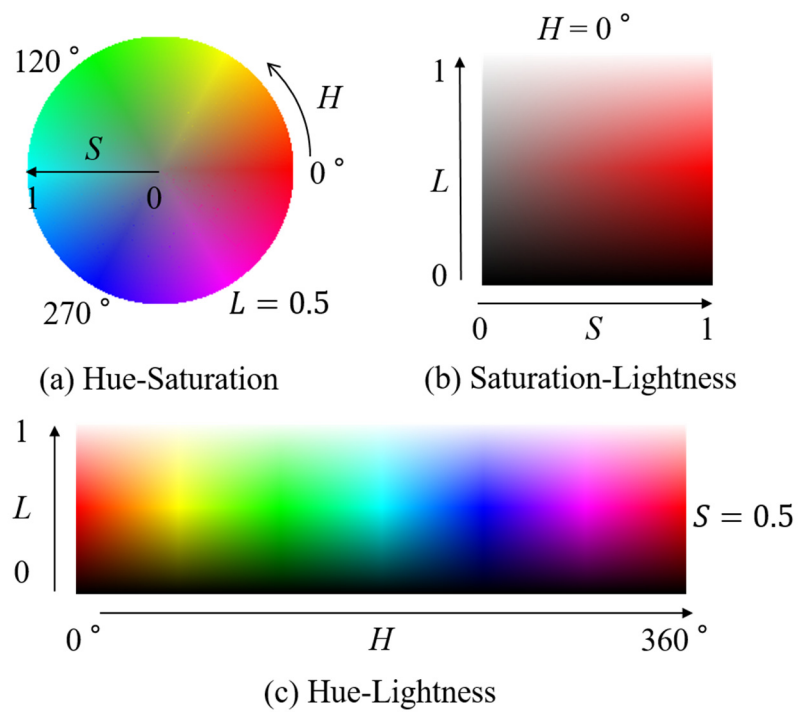 120 °
H
S
0 °
1
0
270 °
L = 0.5
(a) Hue-Saturation
H = 0 °
1
L
0
0
S
1
(b) Saturation-Lightness
1
L
0
S = 0.5
0 °
H
360 °
(c) Hue-Lightness